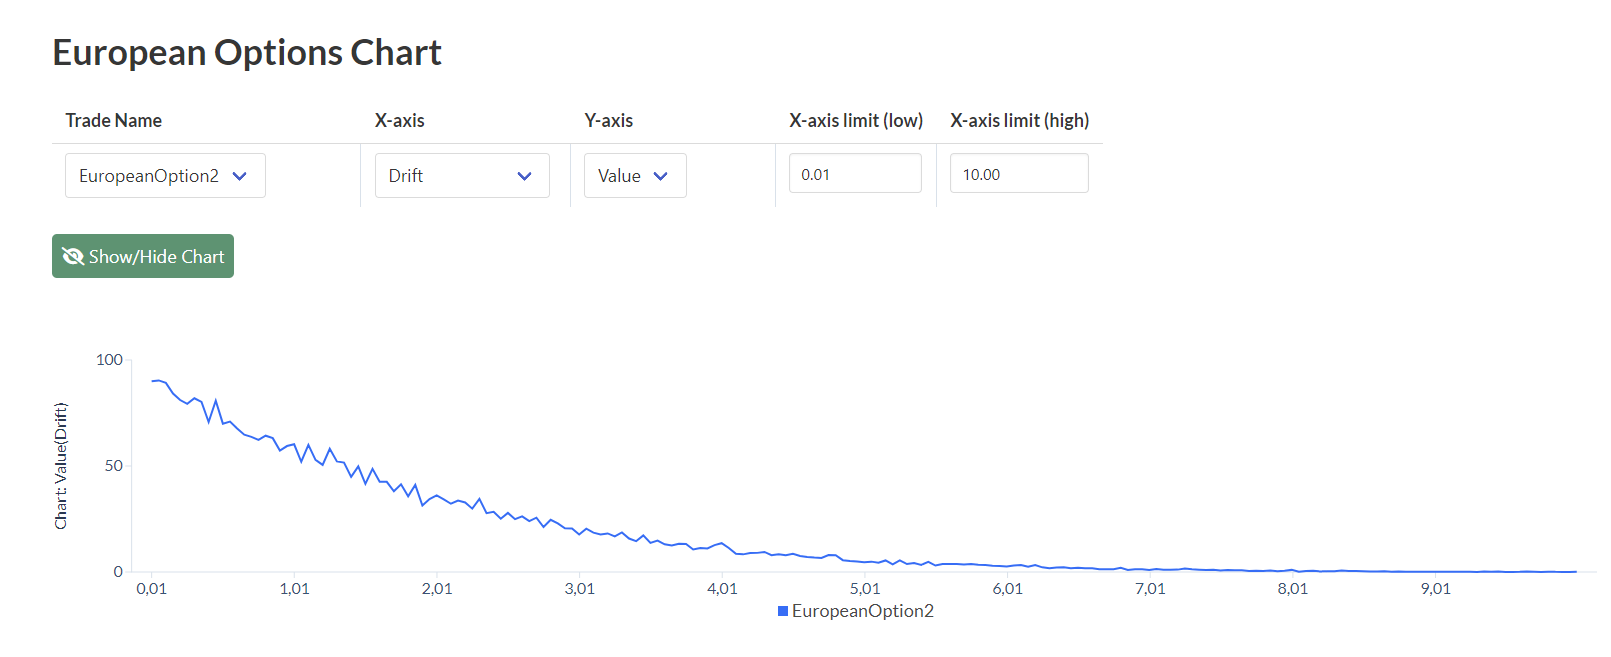 European Options Chart
Trade Name X-axis Y-axis X-axis limit (low) X-axis limit (high)
EuropeanOption2 Drift Value 0.01 10.00
Show/Hide Chart
100
50
0
Chart: Value(Drift)
0,01 1,01 2,01 3,01 4,01 5,01 6,01 7,01 8,01 9,01
EuropeanOption2